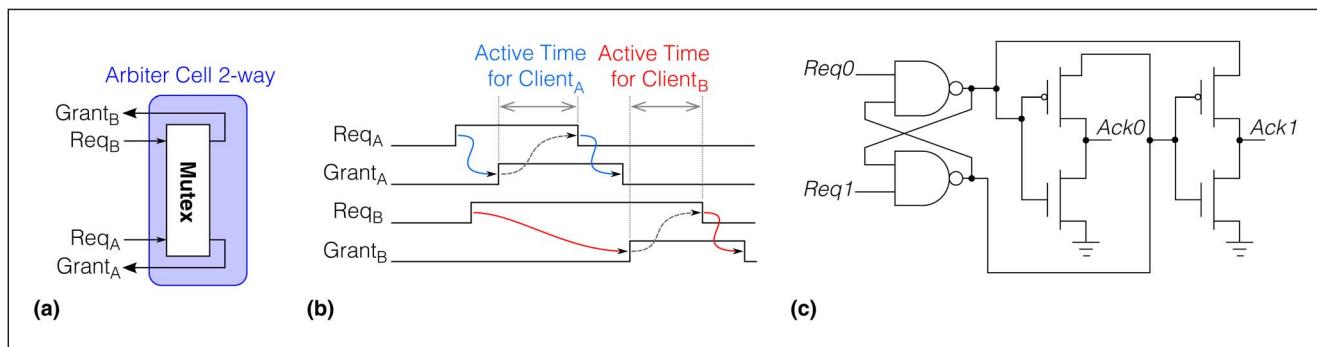 Arbiter Cell 2-way
Grant_B
Req_B
Mutex
Req_A
Grant_A
(a)
Active Time
for Client_A
Active Time
for Client_B
Req_A
Grant_A
Req_B
Grant_B
(b)
Req0
Req1
Ack0
Ack1
(c)